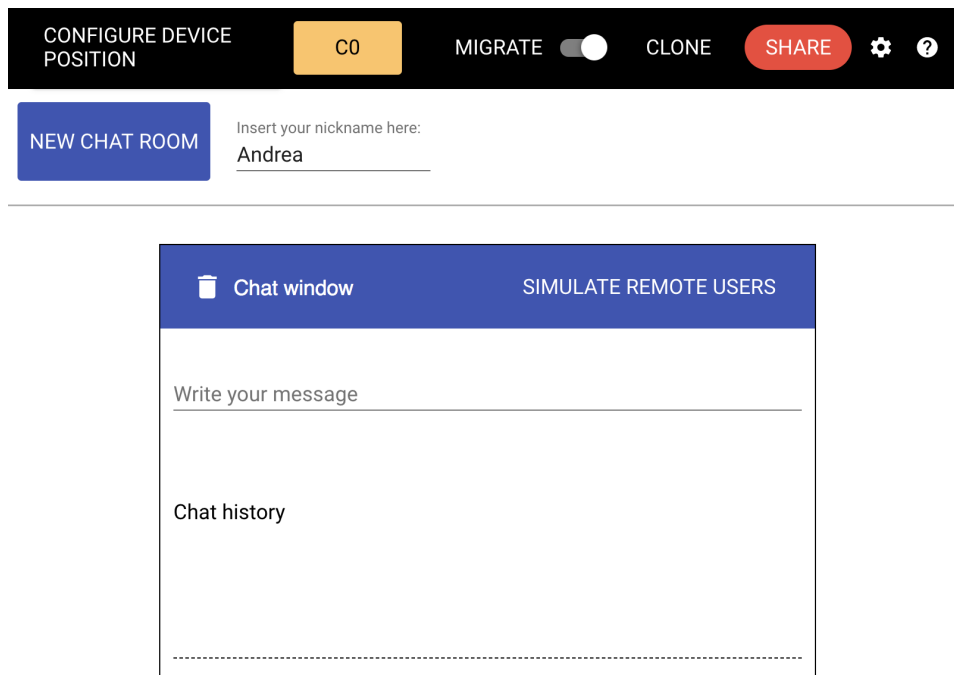 CONFIGURE DEVICE
POSITION
C0
MIGRATE
CLONE
SHARE
NEW CHAT ROOM
Insert your nickname here:
Andrea
Chat window
SIMULATE REMOTE USERS
Write your message
Chat history